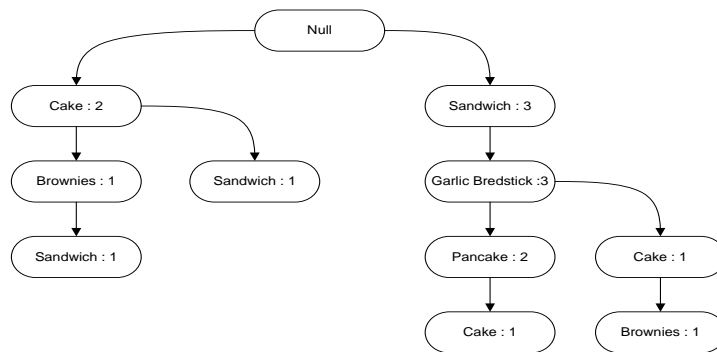 Null
Cake : 2
Sandwich : 3
Brownies : 1
Sandwich : 1
Garlic Bredstick :3
Sandwich : 1
Pancake : 2
Cake : 1
Cake : 1
Brownies : 1